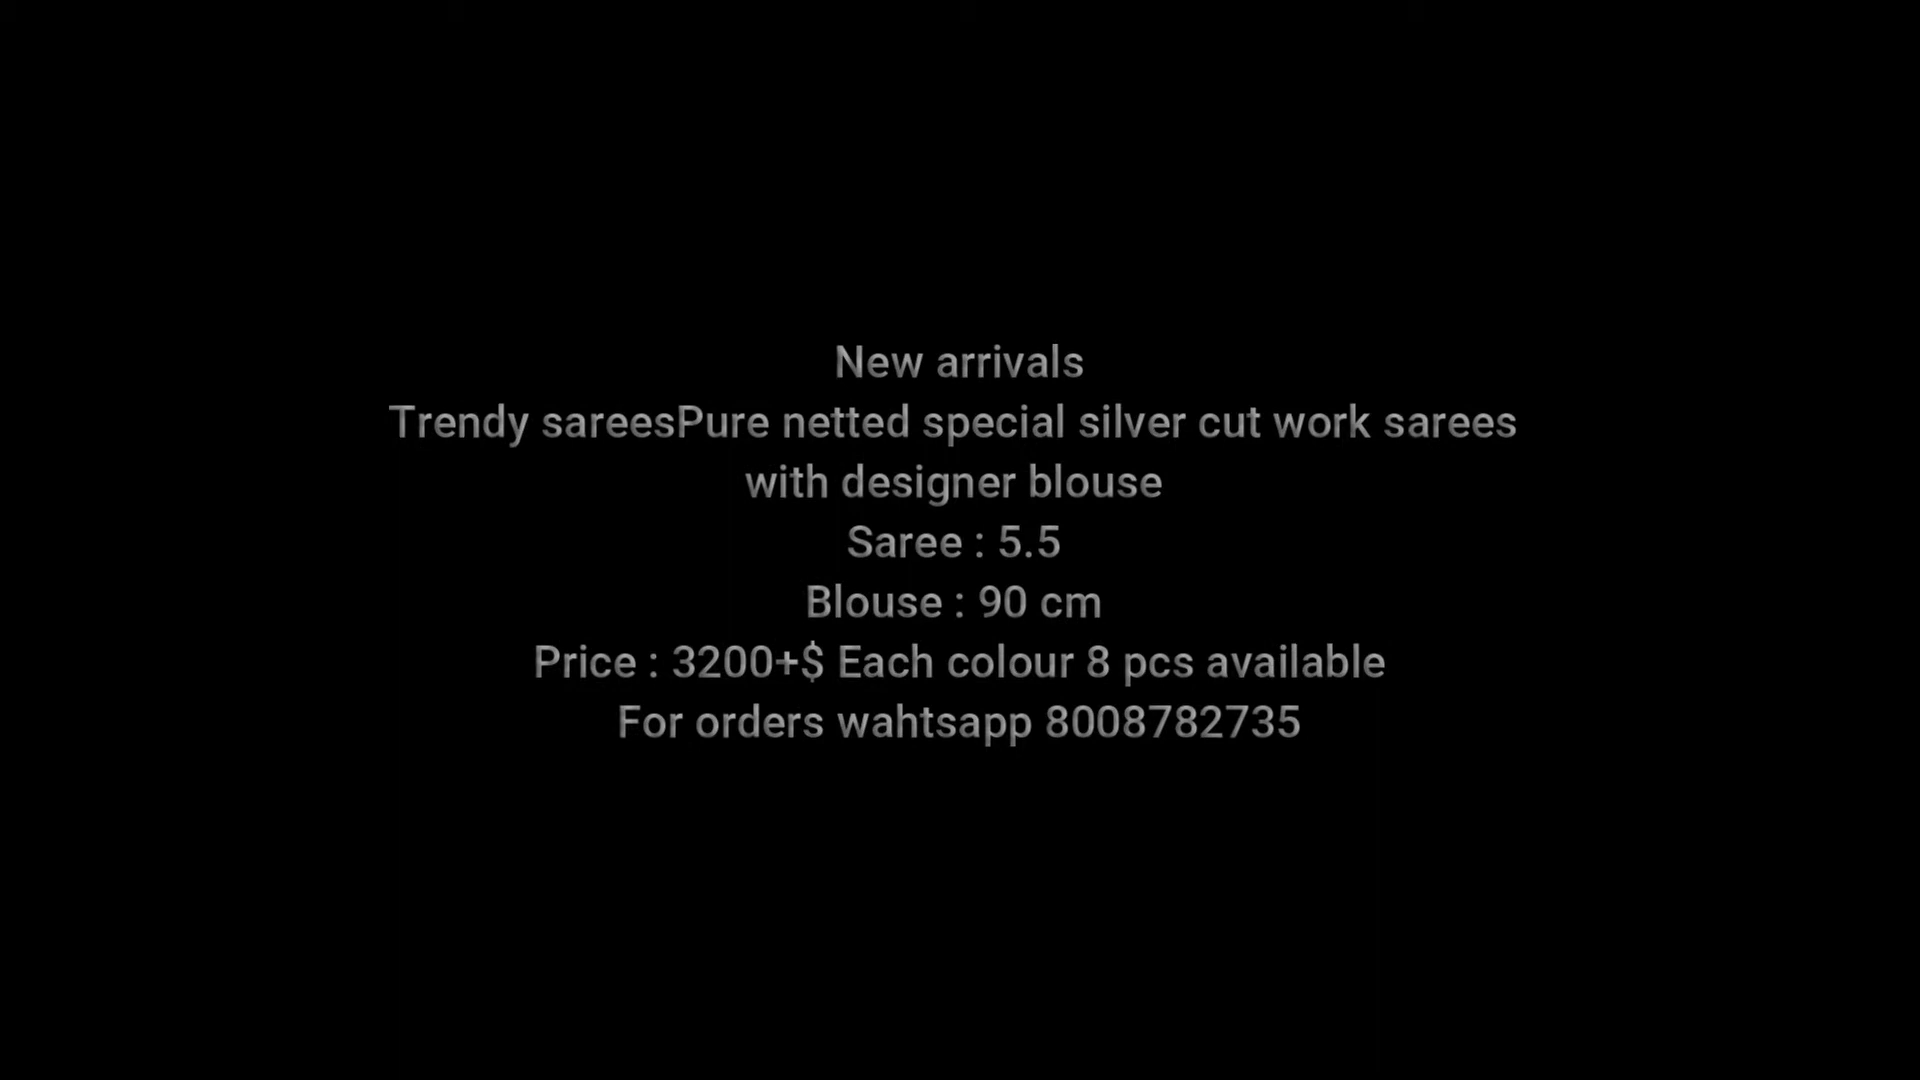 New arrivals
Trendy sareesPure netted special silver cut work sarees
with designer blouse
Saree : 5.5
Blouse : 90 cm
Price : 3200+$ Each colour 8 pcs available
For orders wahtsapp 8008782735